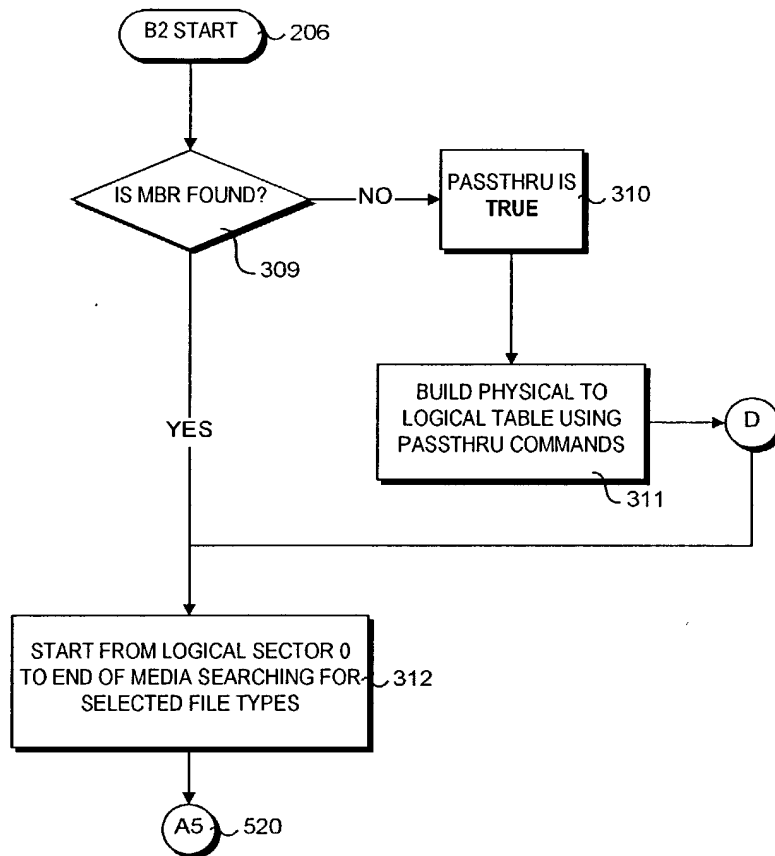 B2 START
206
IS MBR FOUND?
309
NO
PASSTHRU IS
TRUE
310
BUILD PHYSICAL TO
LOGICAL TABLE USING
PASSTHRU COMMANDS
311
D
YES
START FROM LOGICAL SECTOR 0
TO END OF MEDIA SEARCHING FOR
SELECTED FILE TYPES
312
A5
520